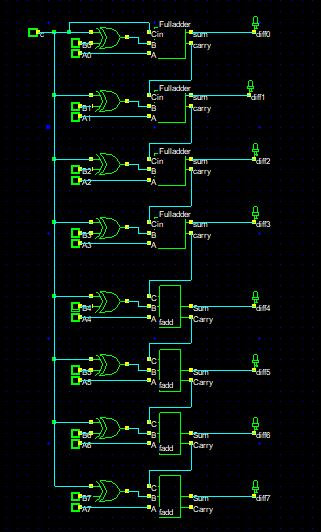 Fulladder
C
Cin
sum
diff0
B0
B
carry
A0
A
Fulladder
Cin
sum
diff1
B1
B
carry
A1
A
Fulladder
Cin
sum
diff2
B2
B
carry
A2
A
Fulladder
Cin
sum
diff3
B3
B
carry
A3
A
C
Sum
diff4
B4
B
Carry
A4
A
fadd
C
Sum
diff5
B5
B
Carry
A5
A
fadd
C
Sum
diff6
B6
B
Carry
A6
A
fadd
C
Sum
diff7
B7
B
Carry
A7
A
fadd